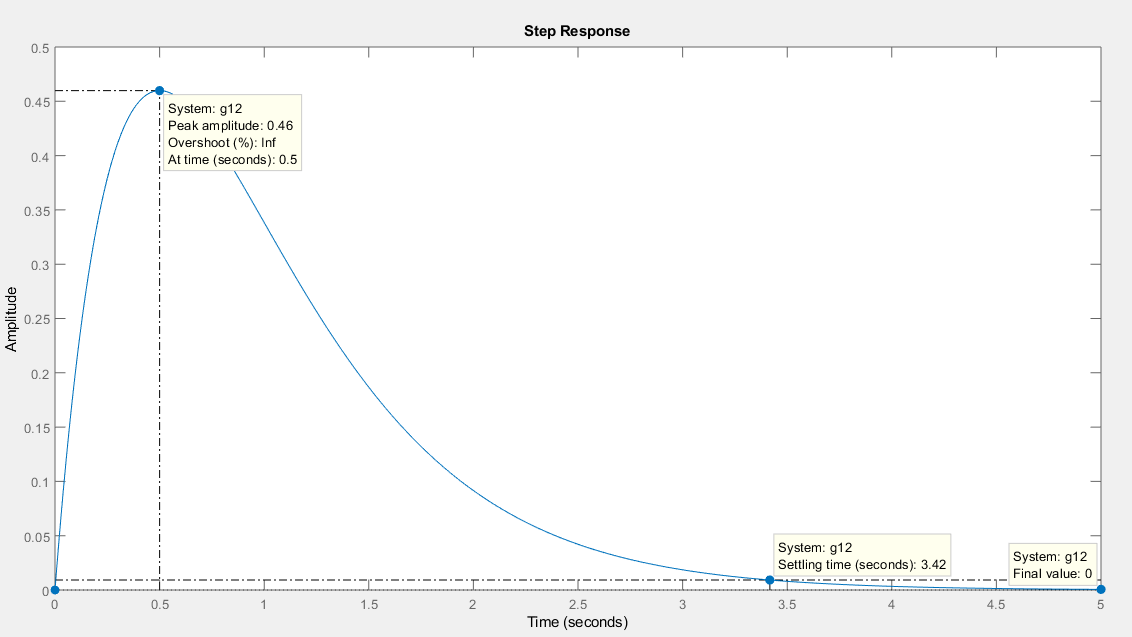 Step Response
0.5
0.45
0.4
0.35
0.3
0.25
0.2
0.15
0.1
0.05
0
Amplitude
System: g12
Peak amplitude: 0.46
Overshoot (%): Inf
At time (seconds): 0.5
System: g12
Settling time (seconds): 3.42
System: g12
Final value: 0
0 0.5 1 1.5 2 2.5 3 3.5 4 4.5 5
Time (seconds)